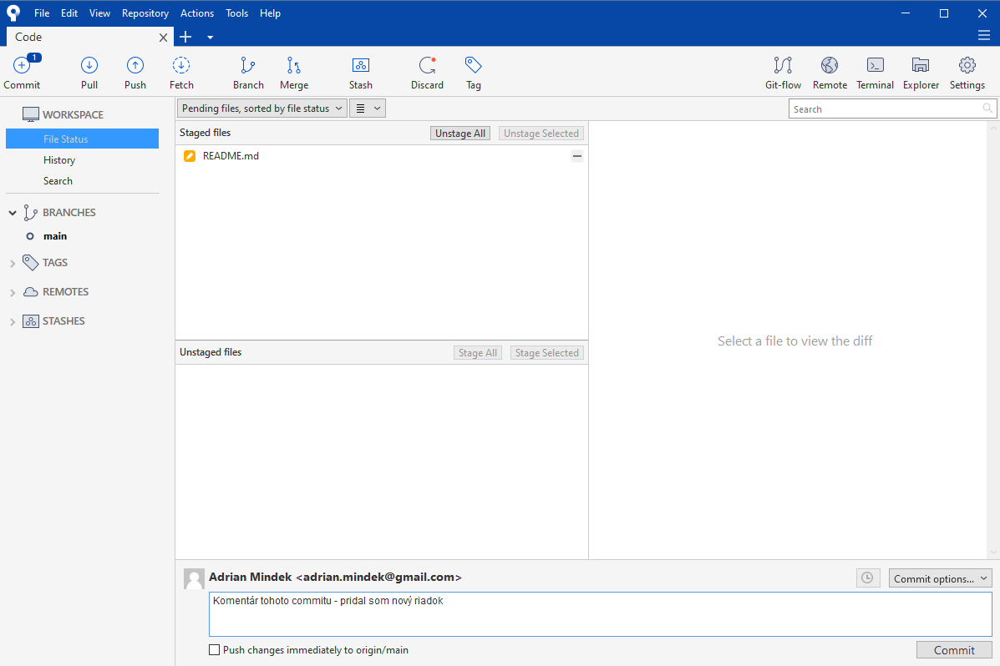 File Edit View Repository Actions Tools Help
Code
1
Commit Pull Push Fetch Branch Merge Stash Discard Tag Git-flow Remote Terminal Explorer Settings
WORKSPACE
File Status
History
Search
BRANCHES
main
TAGS
REMOTES
STASHES
Pending files, sorted by file status
Search
Staged files Unstage All Unstage Selected
README.md
Unstaged files Stage All Stage Selected
Select a file to view the diff
Adrian Mindek <adrian.mindek@gmail.com>
Commit options...
Komentár tohoto commitu - pridal som nový riadok
Push changes immediately to origin/main
Commit